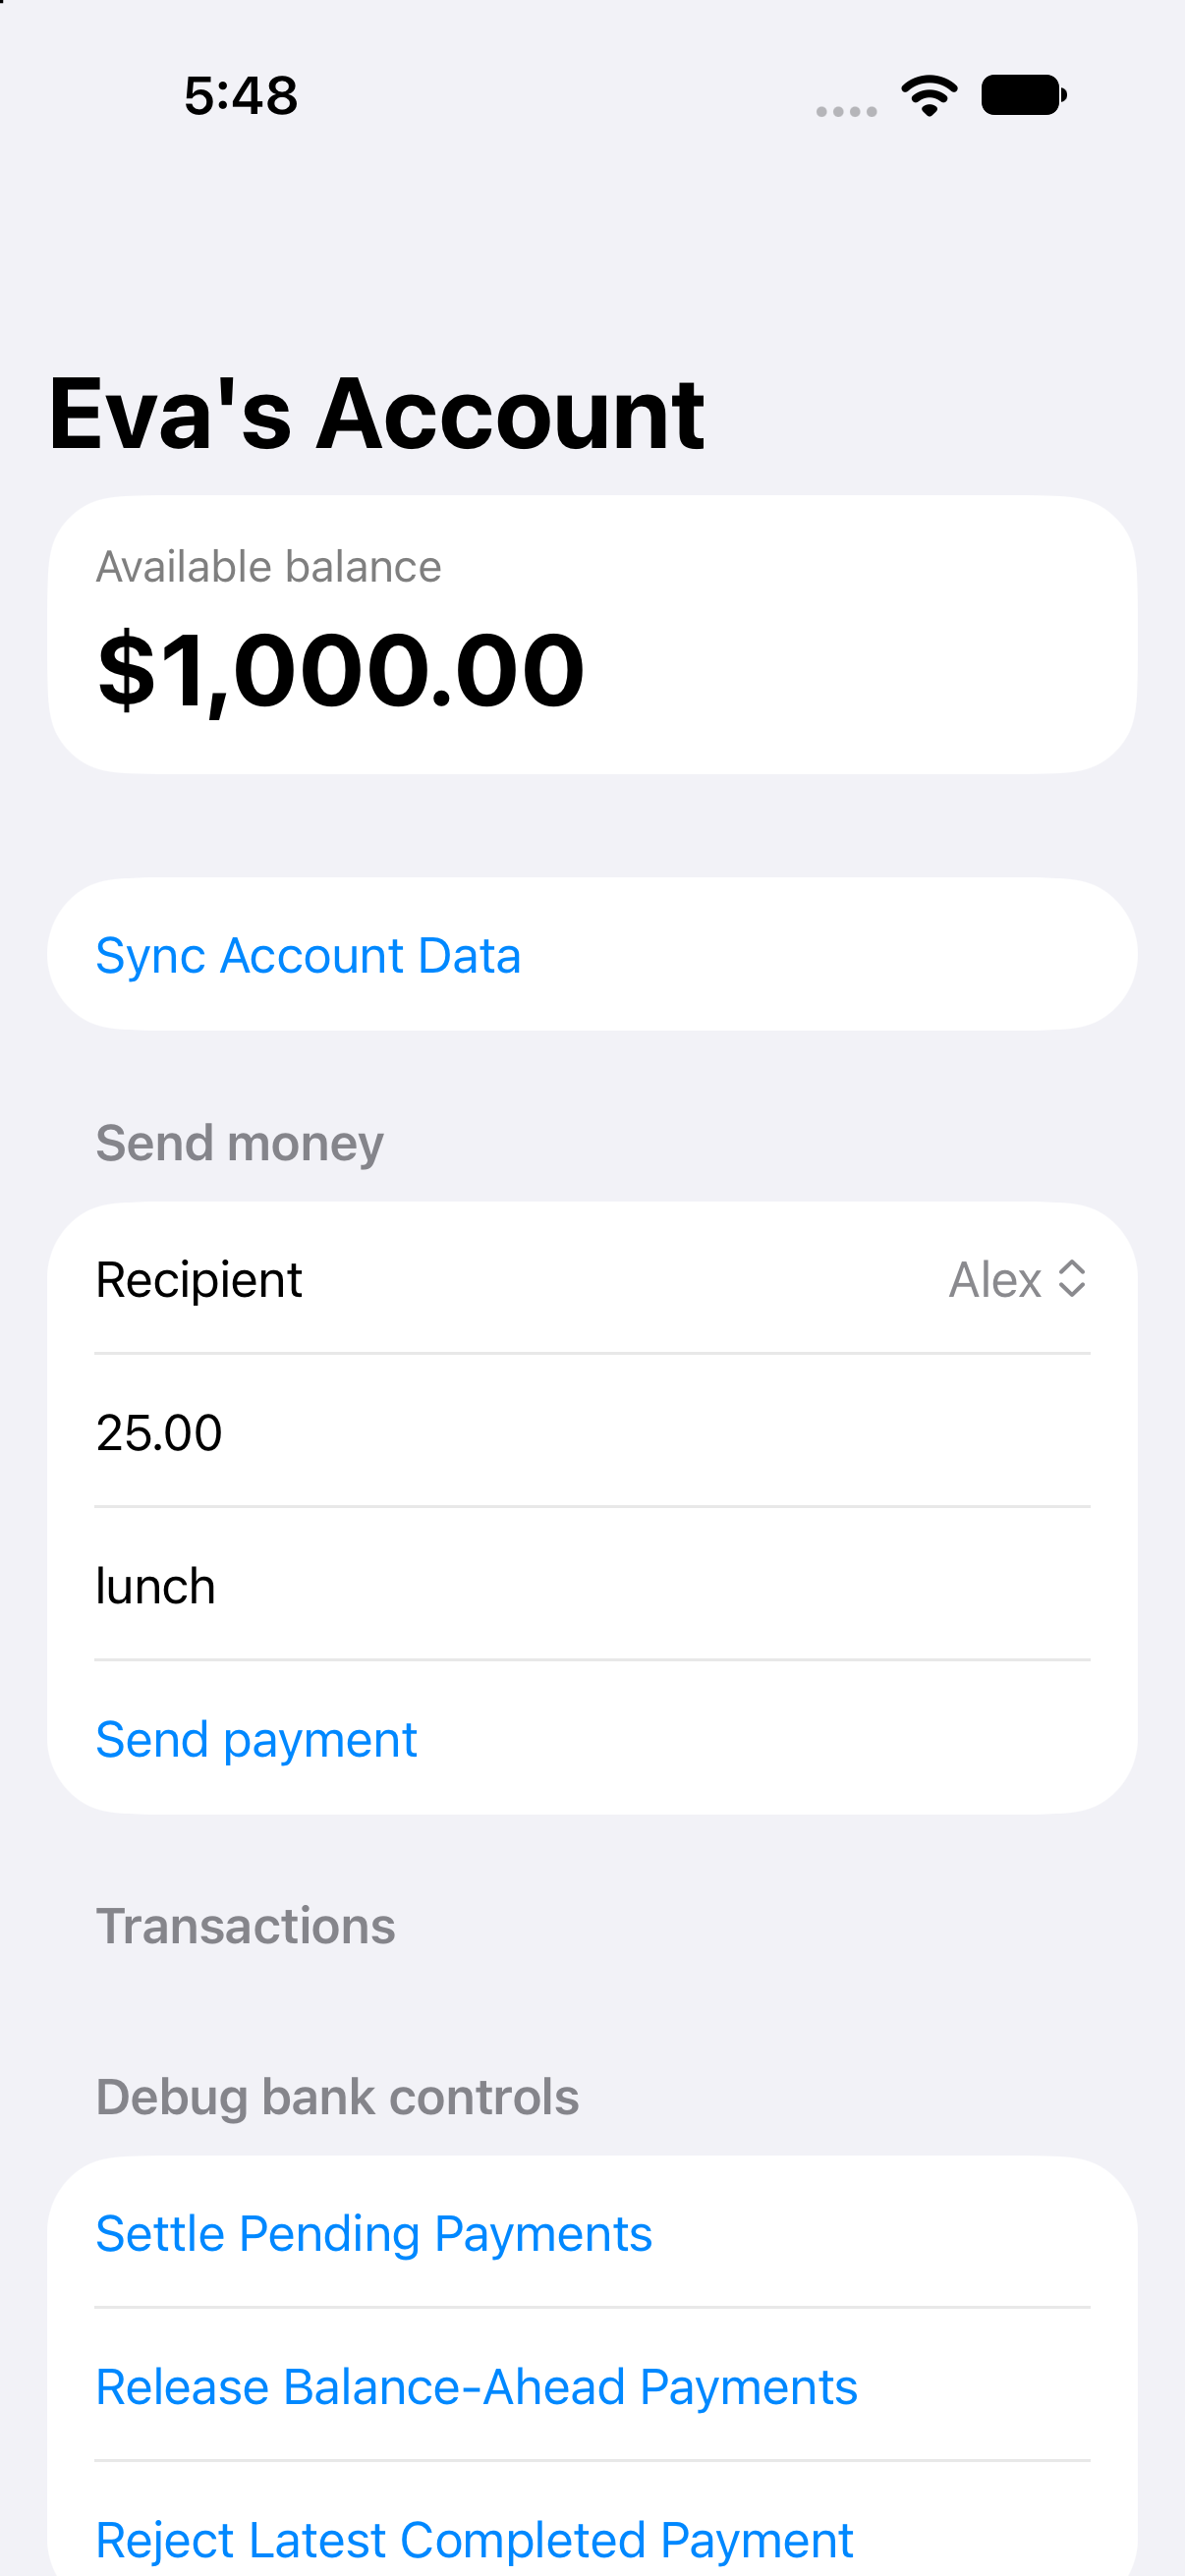 5:48
Eva's Account
Available balance
$1,000.00
Sync Account Data
Send money
Recipient Alex
25.00
lunch
Send payment
Transactions
Debug bank controls
Settle Pending Payments
Release Balance-Ahead Payments
Reject Latest Completed Payment